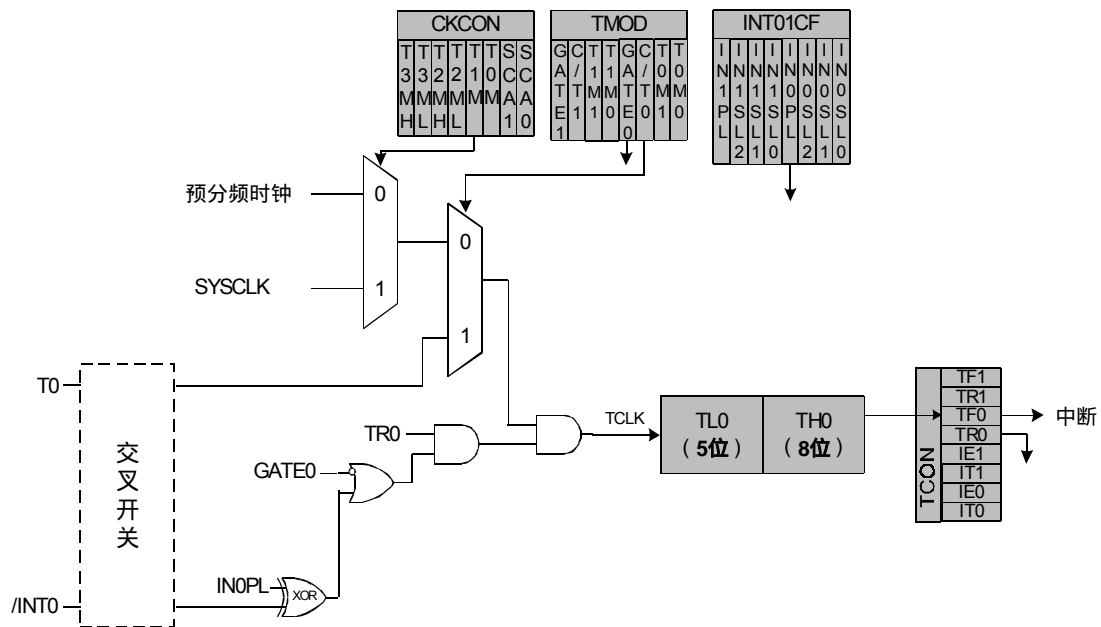 CKCON
TMOD
INT01CF
T3MH
T3ML
T2MH
T2ML
T1M
T0M
SCA1
SCA0
GATE1
C/T1
T1M1
T1M0
GATE0
C/T0
T0M1
T0M0
IN1PL
IN1SL2
IN1SL1
IN1SL0
IN0PL
IN0SL2
IN0SL1
IN0SL0
预分频时钟
0
SYSCLK
1
0
1
T0
交叉开关
/INT0
TR0
GATE0
IN0PL
XOR
TCLK
TL0
（5位）
TH0
（8位）
TCON
TF1
TR1
TF0
TR0
IE1
IT1
IE0
IT0
中断